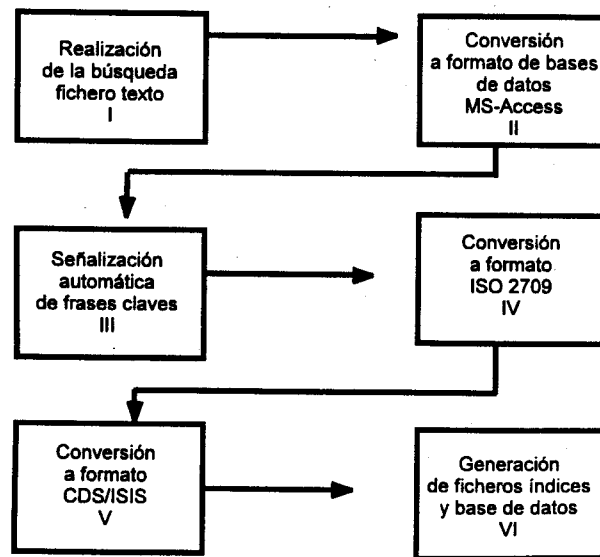 Realización
de la búsqueda
fichero texto
I
Conversión
a formato de bases
de datos
MS-Access
II
Señalización
automática
de frases claves
III
Conversión
a formato
ISO 2709
IV
Conversión
a formato
CDS/ISIS
V
Generación
de ficheros índices
y base de datos
VI